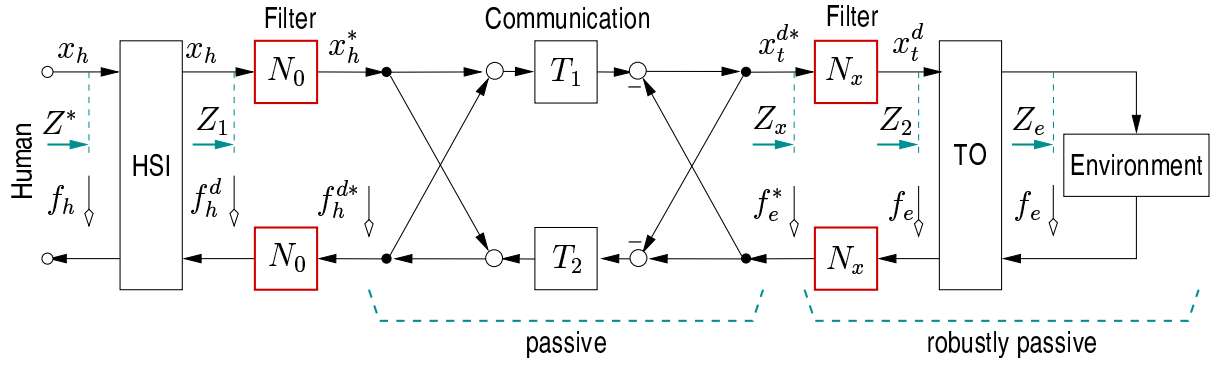 Filter Communication Filter
x_h x_h x_h^* x_t^{d*} x_t^d
N_0 T_1 N_x
− 
Z^* Z_1 Z_x Z_2 Z_e
Human HSI TO Environment
f_h f_h^d f_h^{d*} f_e^* f_e f_e
−
N_0 T_2 N_x
passive robustly passive